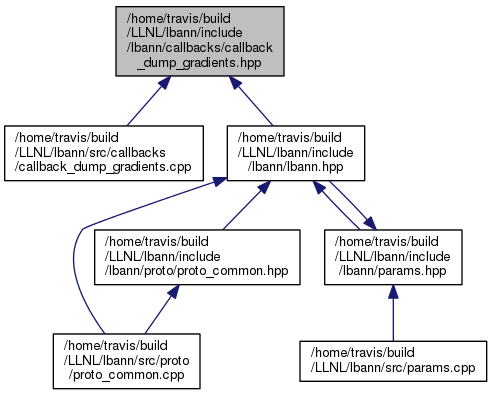 /home/travis/build
/LLNL/lbann/include
/lbann/callbacks/callback
_dump_gradients.hpp
/home/travis/build
/LLNL/lbann/src/callbacks
/callback_dump_gradients.cpp
/home/travis/build
/LLNL/lbann/include
/lbann/lbann.hpp
/home/travis/build
/LLNL/lbann/include
/lbann/proto/proto_common.hpp
/home/travis/build
/LLNL/lbann/include
/lbann/params.hpp
/home/travis/build
/LLNL/lbann/src/proto
/proto_common.cpp
/home/travis/build
/LLNL/lbann/src/params.cpp